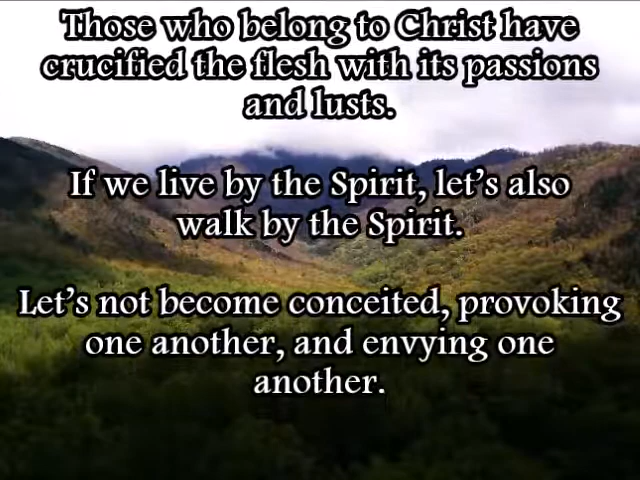 Those who belong to Christ have
crucified the flesh with its passions
and lusts.
If we live by the Spirit, let's also
walk by the Spirit.
Let's not become conceited, provoking
one another, and envying one
another.